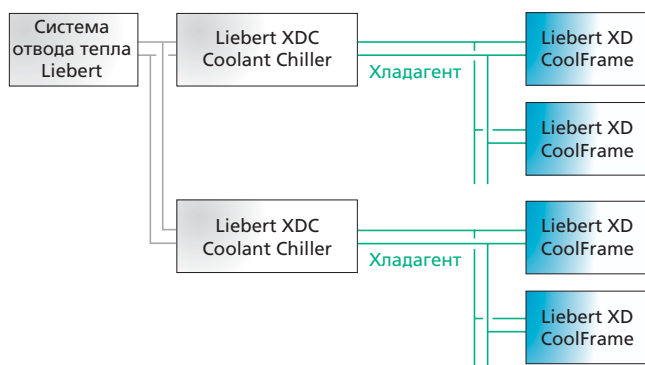 Система
отвода тепла
Liebert
Liebert XDC
Coolant Chiller
Хладагент
Liebert XD
CoolFrame
Liebert XD
CoolFrame
Liebert XDC
Coolant Chiller
Хладагент
Liebert XD
CoolFrame
Liebert XD
CoolFrame